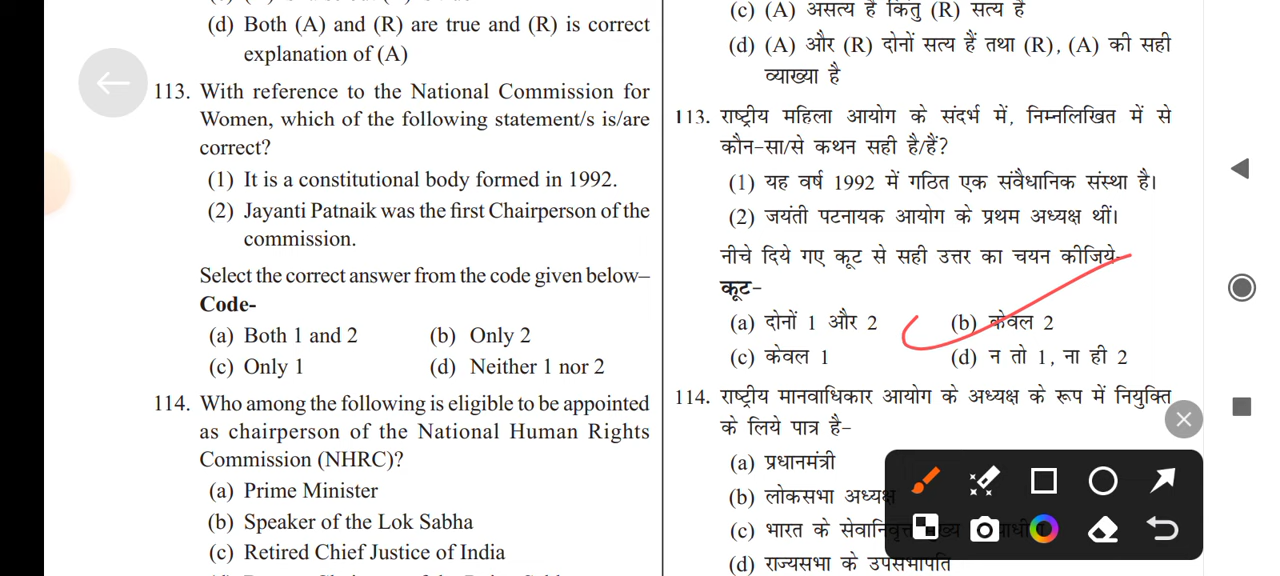 (d) Both (A) and (R) are true and (R) is correct
explanation of (A)
113. With reference to the National Commission for
Women, which of the following statement/s is/are
correct?
(1) It is a constitutional body formed in 1992.
(2) Jayanti Patnaik was the first Chairperson of the
commission.
Select the correct answer from the code given below–
Code-
(a) Both 1 and 2 (b) Only 2
(c) Only 1 (d) Neither 1 nor 2
114. Who among the following is eligible to be appointed
as chairperson of the National Human Rights
Commission (NHRC)?
(a) Prime Minister
(b) Speaker of the Lok Sabha
(c) Retired Chief Justice of India
(c) (A) असत्य है किंतु (R) सत्य है
(d) (A) और (R) दोनों सत्य हैं तथा (R), (A) की सही
व्याख्या है
113. राष्ट्रीय महिला आयोग के संदर्भ में, निम्नलिखित में से
कौन-सा/से कथन सही है/हैं?
(1) यह वर्ष 1992 में गठित एक संवैधानिक संस्था है।
(2) जयंती पटनायक आयोग के प्रथम अध्यक्ष थीं।
नीचे दिये गए कूट से सही उत्तर का चयन कीजिये-
कूट-
(a) दोनों 1 और 2 (b) केवल 2
(c) केवल 1 (d) न तो 1, ना ही 2
114. राष्ट्रीय मानवाधिकार आयोग के अध्यक्ष के रूप में नियुक्ति
के लिये पात्र है-
(a) प्रधानमंत्री
(b) लोकसभा अध्यक्ष
(c) भारत के
(d) राज्यसभा के उपसभापति